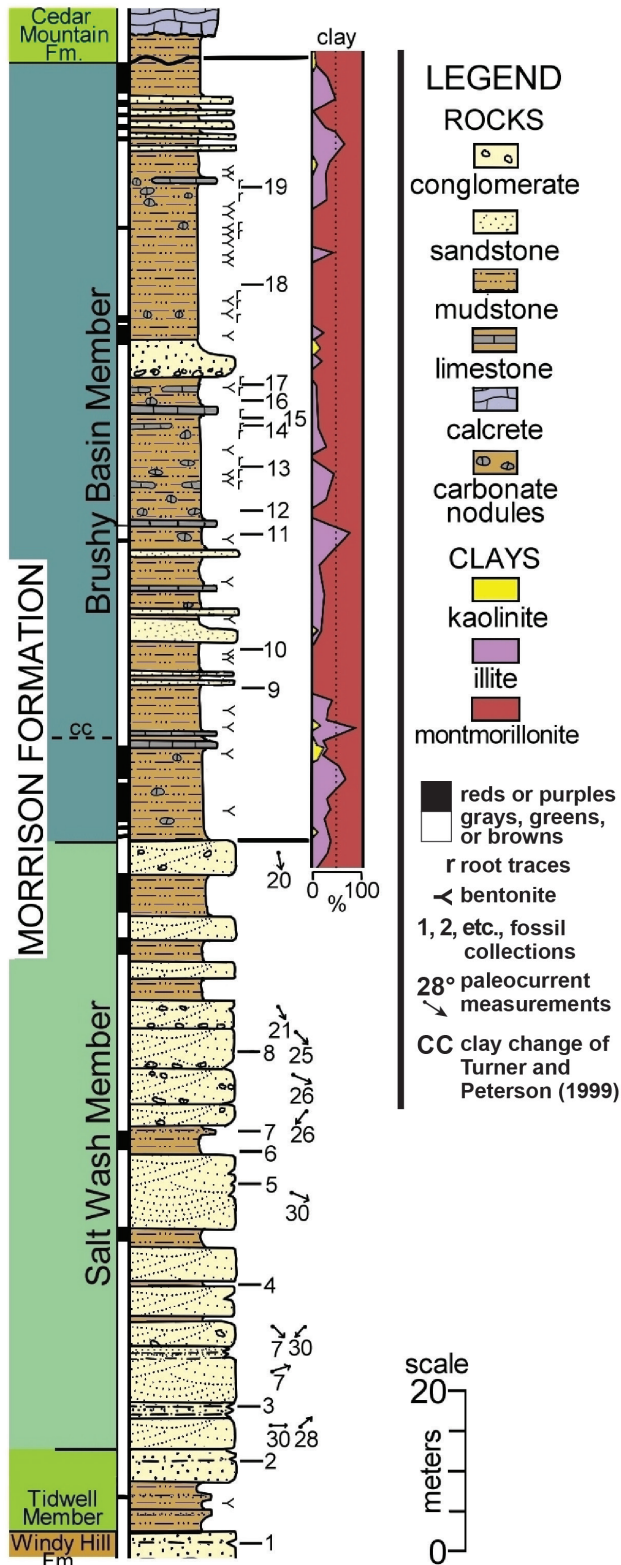 Cedar
Mountain
Fm.
clay
MORRISON FORMATION
Brushy Basin Member
19
18
17
16
15
14
13
12
11
10
9
cc
20
0 100
%
Salt Wash Member
21
8
25
26
7
26
6
5
30
4
7 30
7
3
30 28
2
Tidwell
Member
Windy Hill
Fm
1
LEGEND
ROCKS
conglomerate
sandstone
mudstone
limestone
calcrete
carbonate
nodules
CLAYS
kaolinite
illite
montmorillonite
reds or purples
grays, greens,
or browns
r root traces
bentonite
1, 2, etc., fossil
collections
28° paleocurrent
measurements
CC clay change of
Turner and
Peterson (1999)
scale
20
meters
0